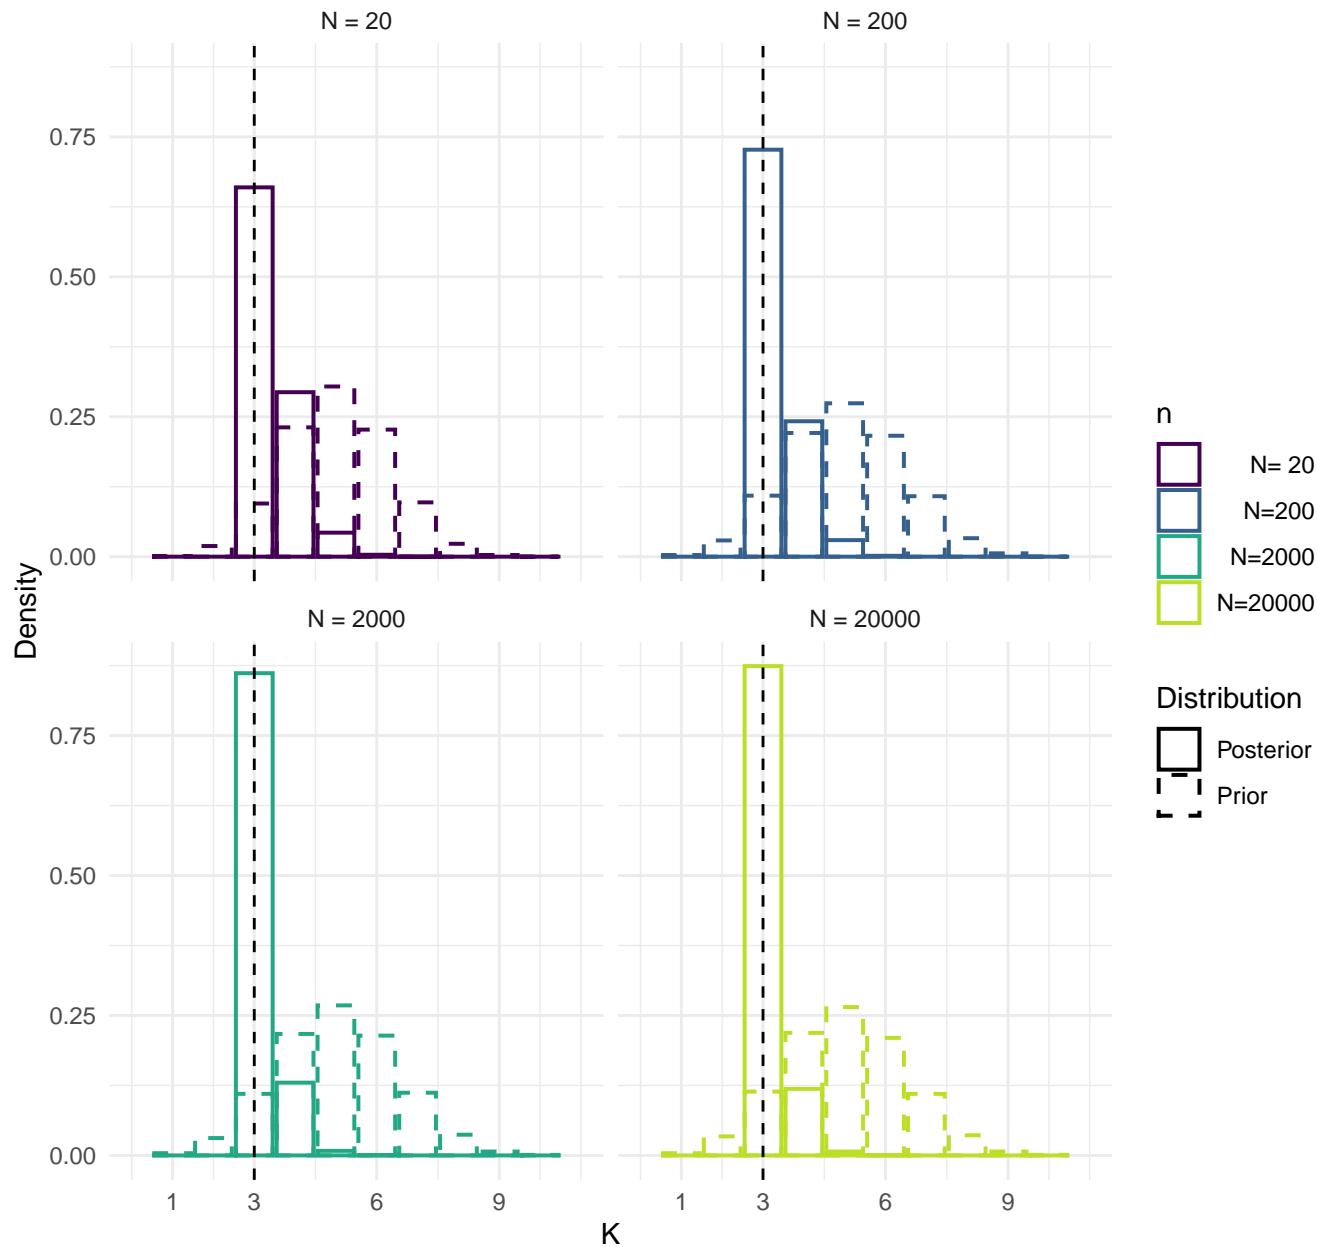 N = 20
N = 200
0.75
0.50
0.25
0.00
N = 2000
N = 20000
0.75
0.50
0.25
0.00
1 3 6 9
1 3 6 9
K
Density
n
N= 20
N=200
N=2000
N=20000
Distribution
Posterior
Prior